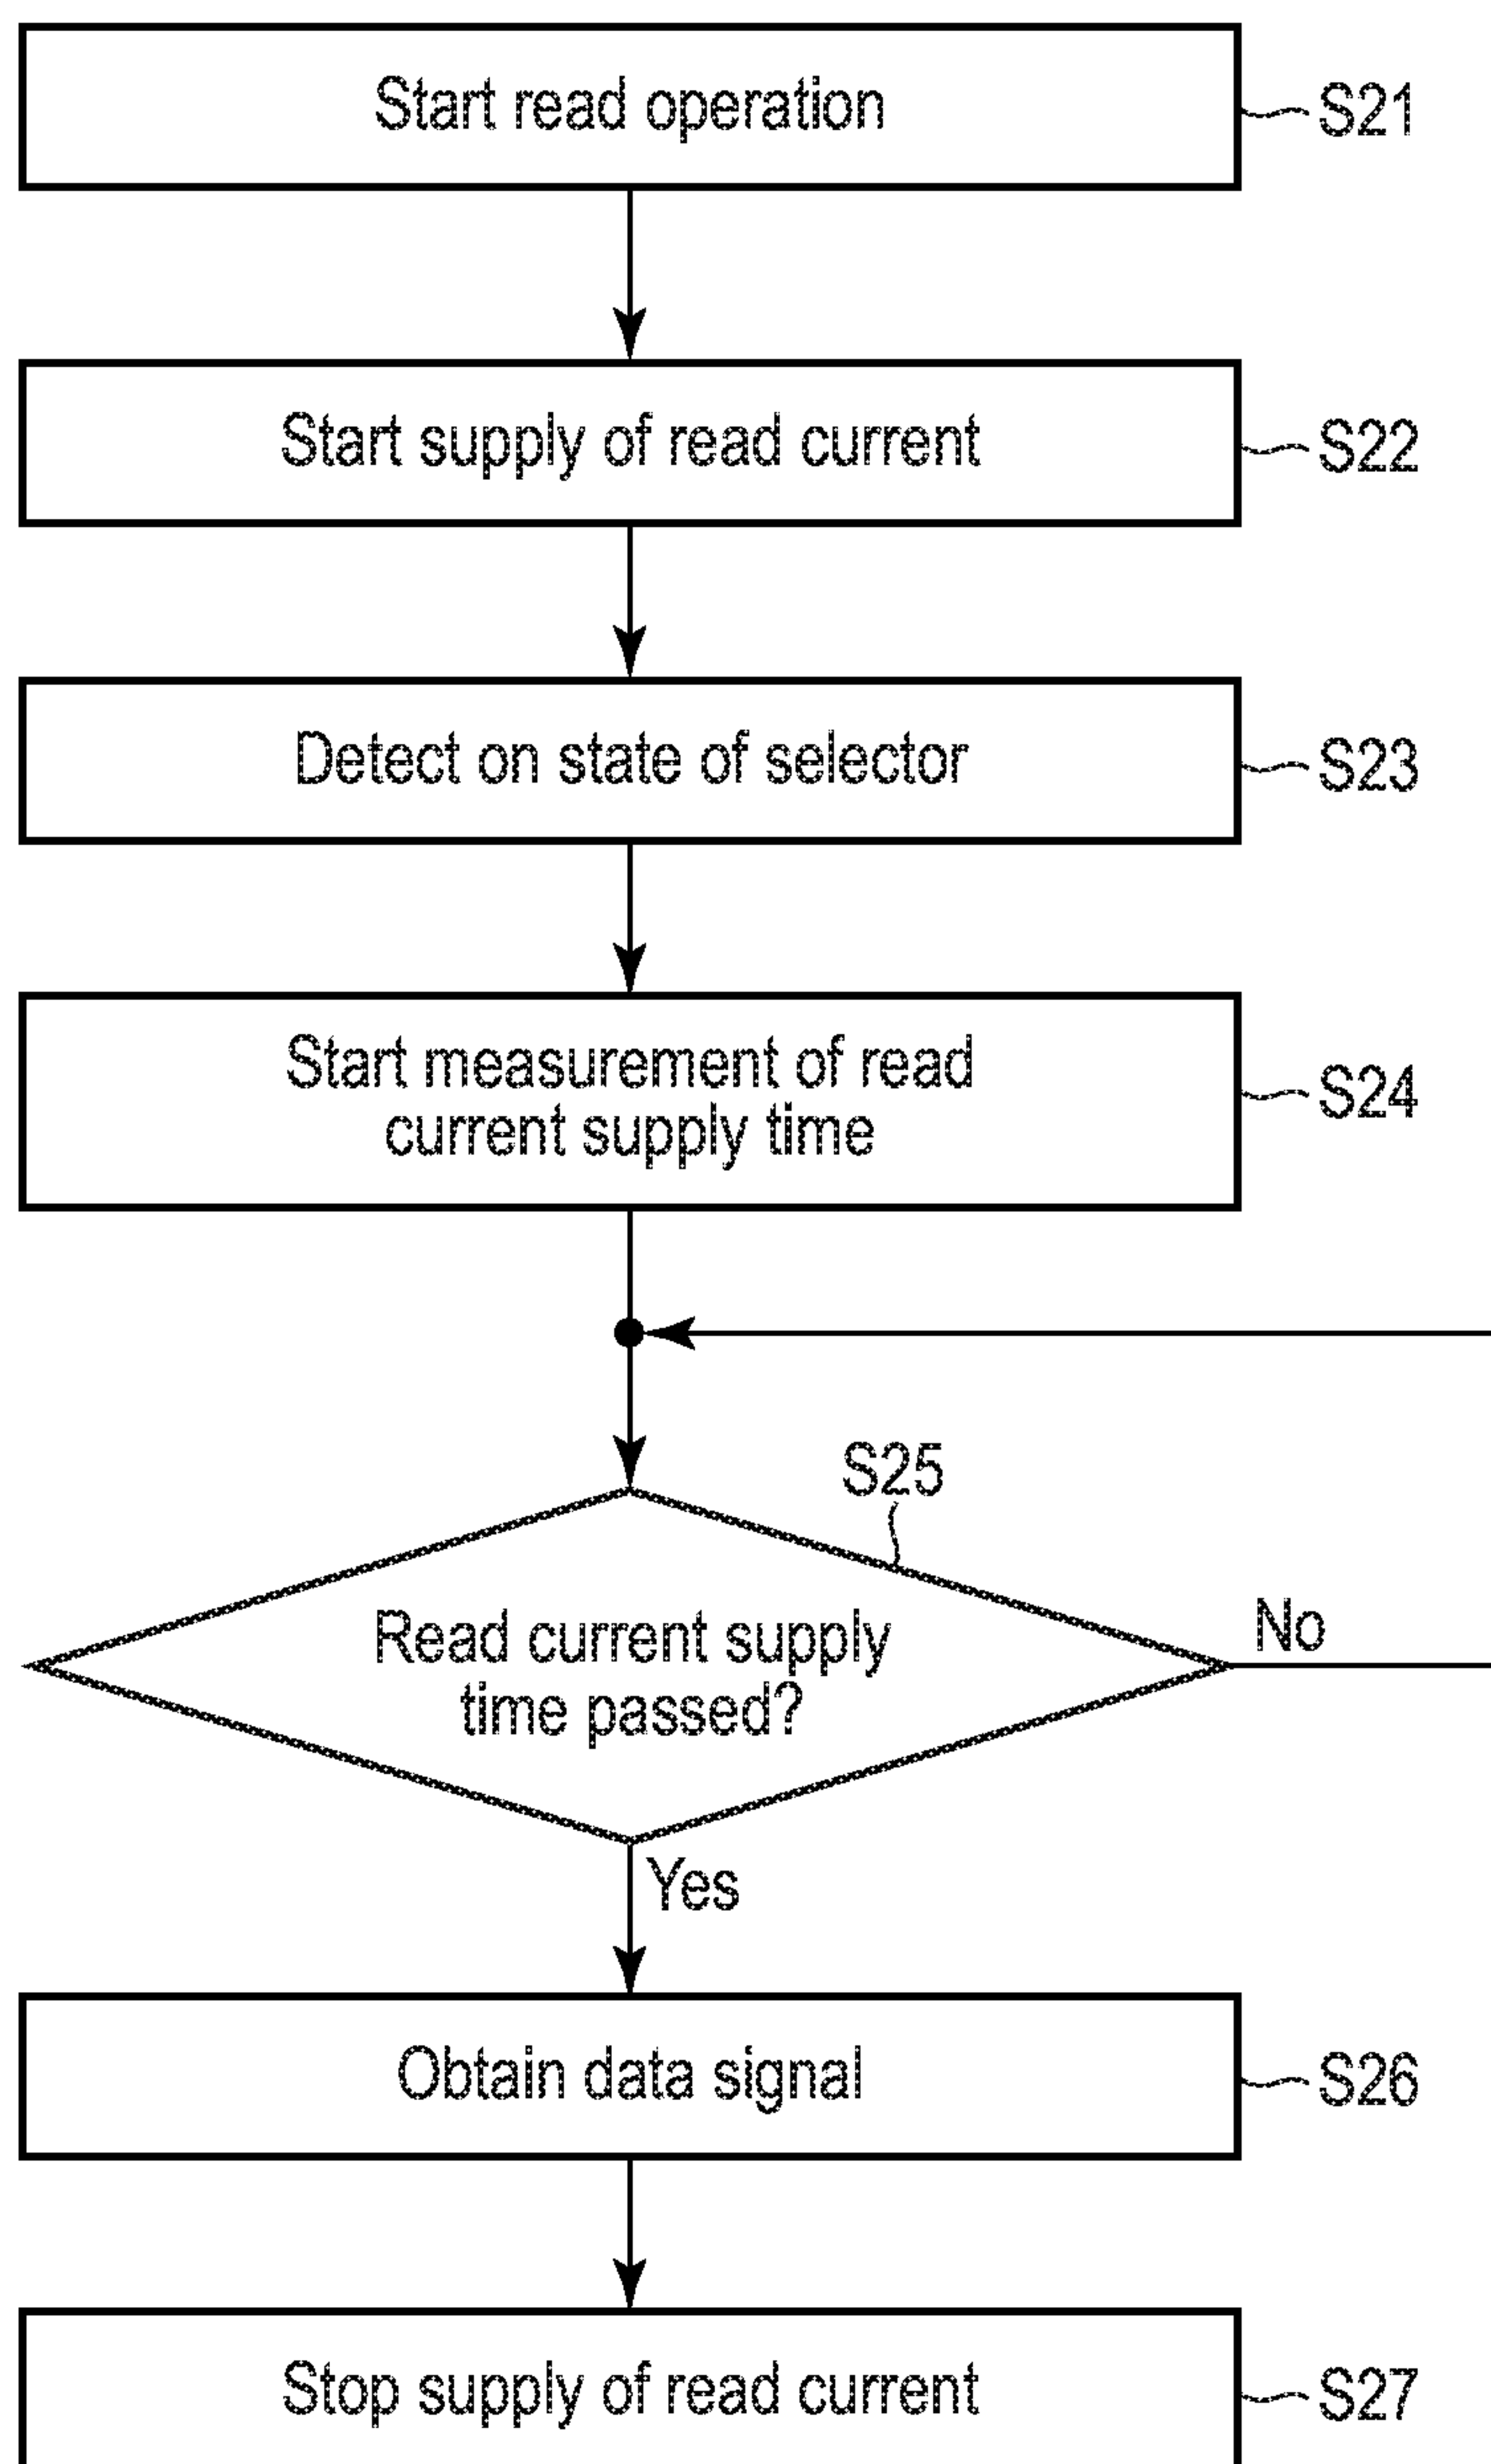 Start read operation
S21
Start supply of read current
S22
Detect on state of selector
S23
Start measurement of read
current supply time
S24
S25
Read current supply
time passed?
No
Yes
Obtain data signal
S26
Stop supply of read current
S27